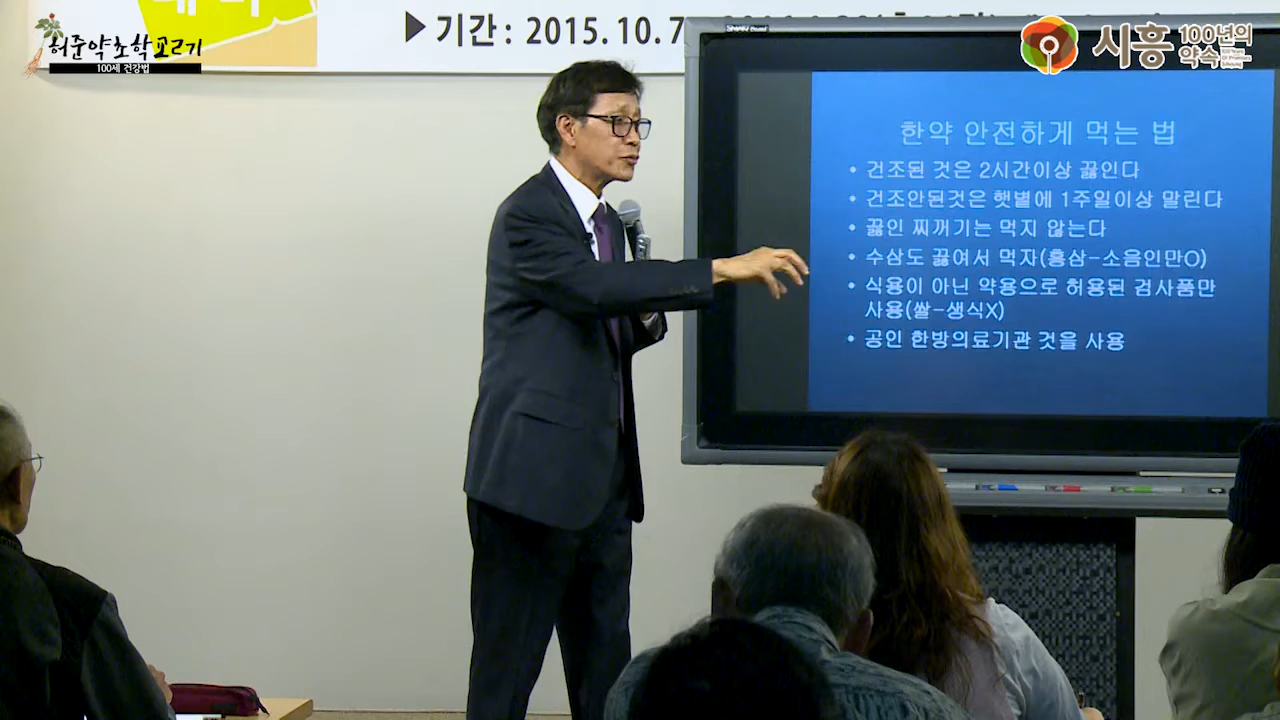 허준약초학교르기
100세 건강법
▶기간: 2015.10.7
시흥 100년의 약속
한약 안전하게 먹는 법
• 건조된 것은 2시간이상 끓인다
• 건조안된것은 햇볕에 1주일이상 말린다
• 끓인 찌꺼기는 먹지 않는다
• 수삼도 끓여서 먹자(홍삼-소음인만O)
• 식용이 아닌 약용으로 허용된 검사품만
사용(쌀-생식X)
• 공인 한방의료기관 것을 사용